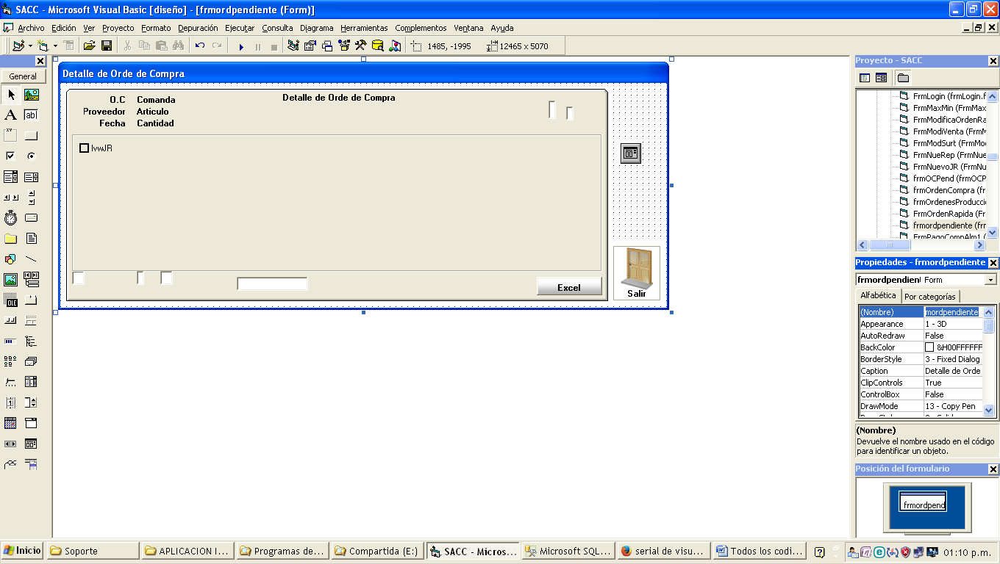 SACC - Microsoft Visual Basic [diseño] - [frmordpendiente (Form)]
Archivo Edición Ver Proyecto Formato Depuración Ejecutar Consulta Diagrama Herramientas Complementos Ventana Ayuda
1485, -1995 12465 x 5070
General
Detalle de Orde de Compra
O.C Comanda
Proveedor Articulo
Fecha Cantidad
Detalle de Orde de Compra
lvwJR
Excel
Salir
Proyecto - SACC
FrmLogin (frmLogin.f
FrmMaxMin (FrmMax
FrmModificaOrdenRa
FrmModiVenta (FrmM
FrmModSurt (FrmMo
FrmNueRep (FrmNue
FrmNuevoJR (FrmNu
frmOCPend (frmOCP
frmOrdenCompra (fr
frmOrdenesProducci
FrmOrdenRapida (Fr
frmordpendiente (frr
FrmPagoCompAlm1 (
Propiedades - frmordpendiente
frmordpendient Form
Alfabética Por categorías
(Nombre) mordpendiente
Appearance 1 - 3D
AutoRedraw False
BackColor &H00FFFFFF
BorderStyle 3 - Fixed Dialog
Caption Detalle de Orde
ClipControls True
ControlBox False
DrawMode 13 - Copy Pen
(Nombre)
Devuelve el nombre usado en el código
para identificar un objeto.
Posición del formulario
frmordpend
Inicio Soporte APLICACION I... Programas de... Compartida (E:) SACC - Micros... Microsoft SQL... serial de visu... Todos los codi... 01:10 p.m.